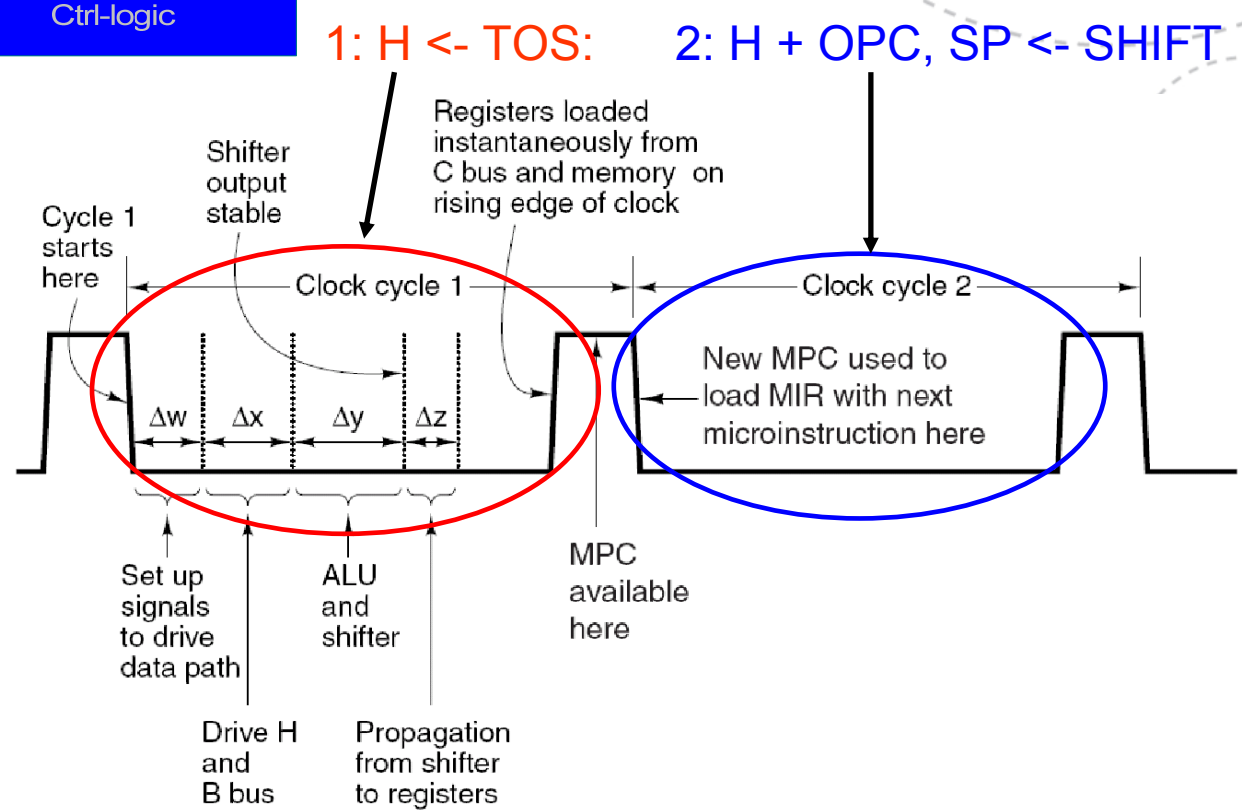 Ctrl-logic
1: H <- TOS:
2: H + OPC, SP <- SHIFT
Registers loaded
instantaneously from
C bus and memory on
rising edge of clock
Shifter
output
stable
Cycle 1
starts
here
Clock cycle 1
Clock cycle 2
New MPC used to
load MIR with next
microinstruction here
Δw
Δx
Δy
Δz
Set up
signals
to drive
data path
ALU
and
shifter
MPC
available
here
Drive H
and
B bus
Propagation
from shifter
to registers